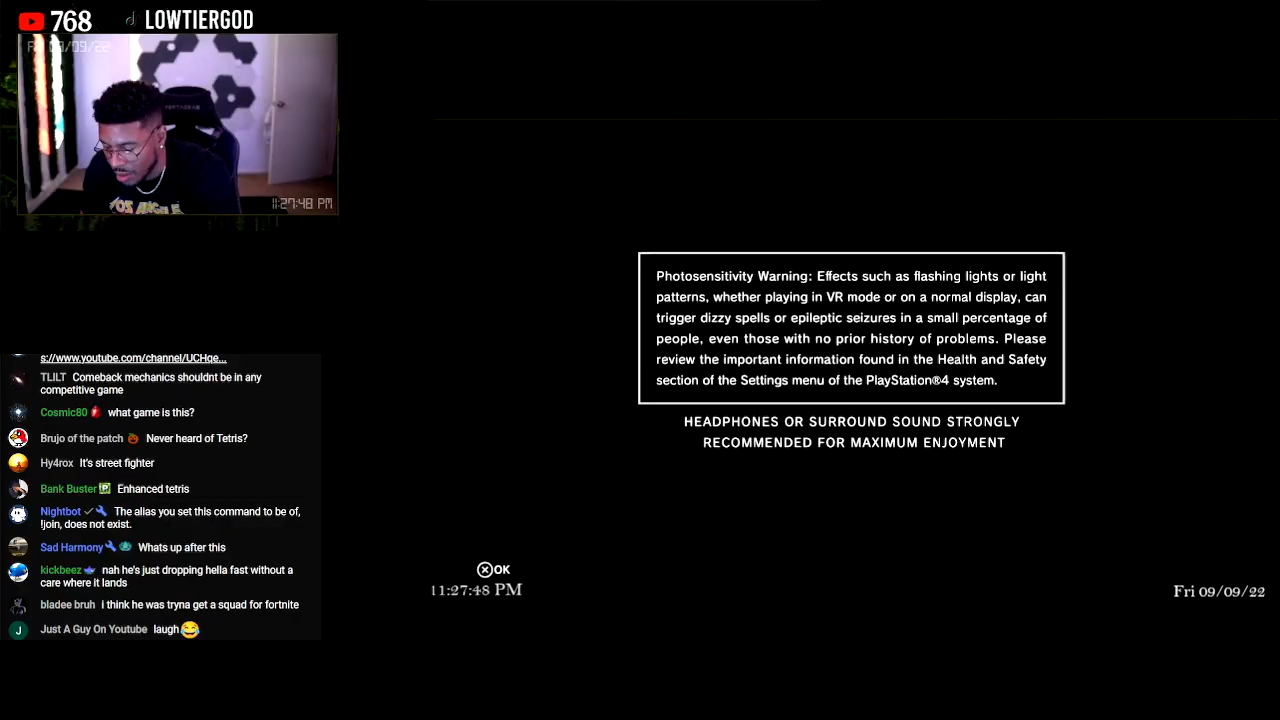 768
LOWTIERGOD
11:27:48 PM
Photosensitivity Warning: Effects such as flashing lights or light
patterns, whether playing in VR mode or on a normal display, can
trigger dizzy spells or epileptic seizures in a small percentage of
people, even those with no prior history of problems. Please
review the important information found in the Health and Safety
section of the Settings menu of the PlayStation®4 system.
HEADPHONES OR SURROUND SOUND STRONGLY
RECOMMENDED FOR MAXIMUM ENJOYMENT
OK
11:27:48 PM
Fri 09/09/22
s://www.youtube.com/channel/UCHqe...
TLILT Comeback mechanics shouldnt be in any
competitive game
Cosmic80 what game is this?
Brujo of the patch Never heard of Tetris?
Hy4rox It's street fighter
Bank Buster Enhanced tetris
Nightbot The alias you set this command to be of,
!join, does not exist.
Sad Harmony Whats up after this
kickbeez nah he's just dropping hella fast without a
care where it lands
bladee bruh i think he was tryna get a squad for fortnite
J Just A Guy On Youtube laugh😂